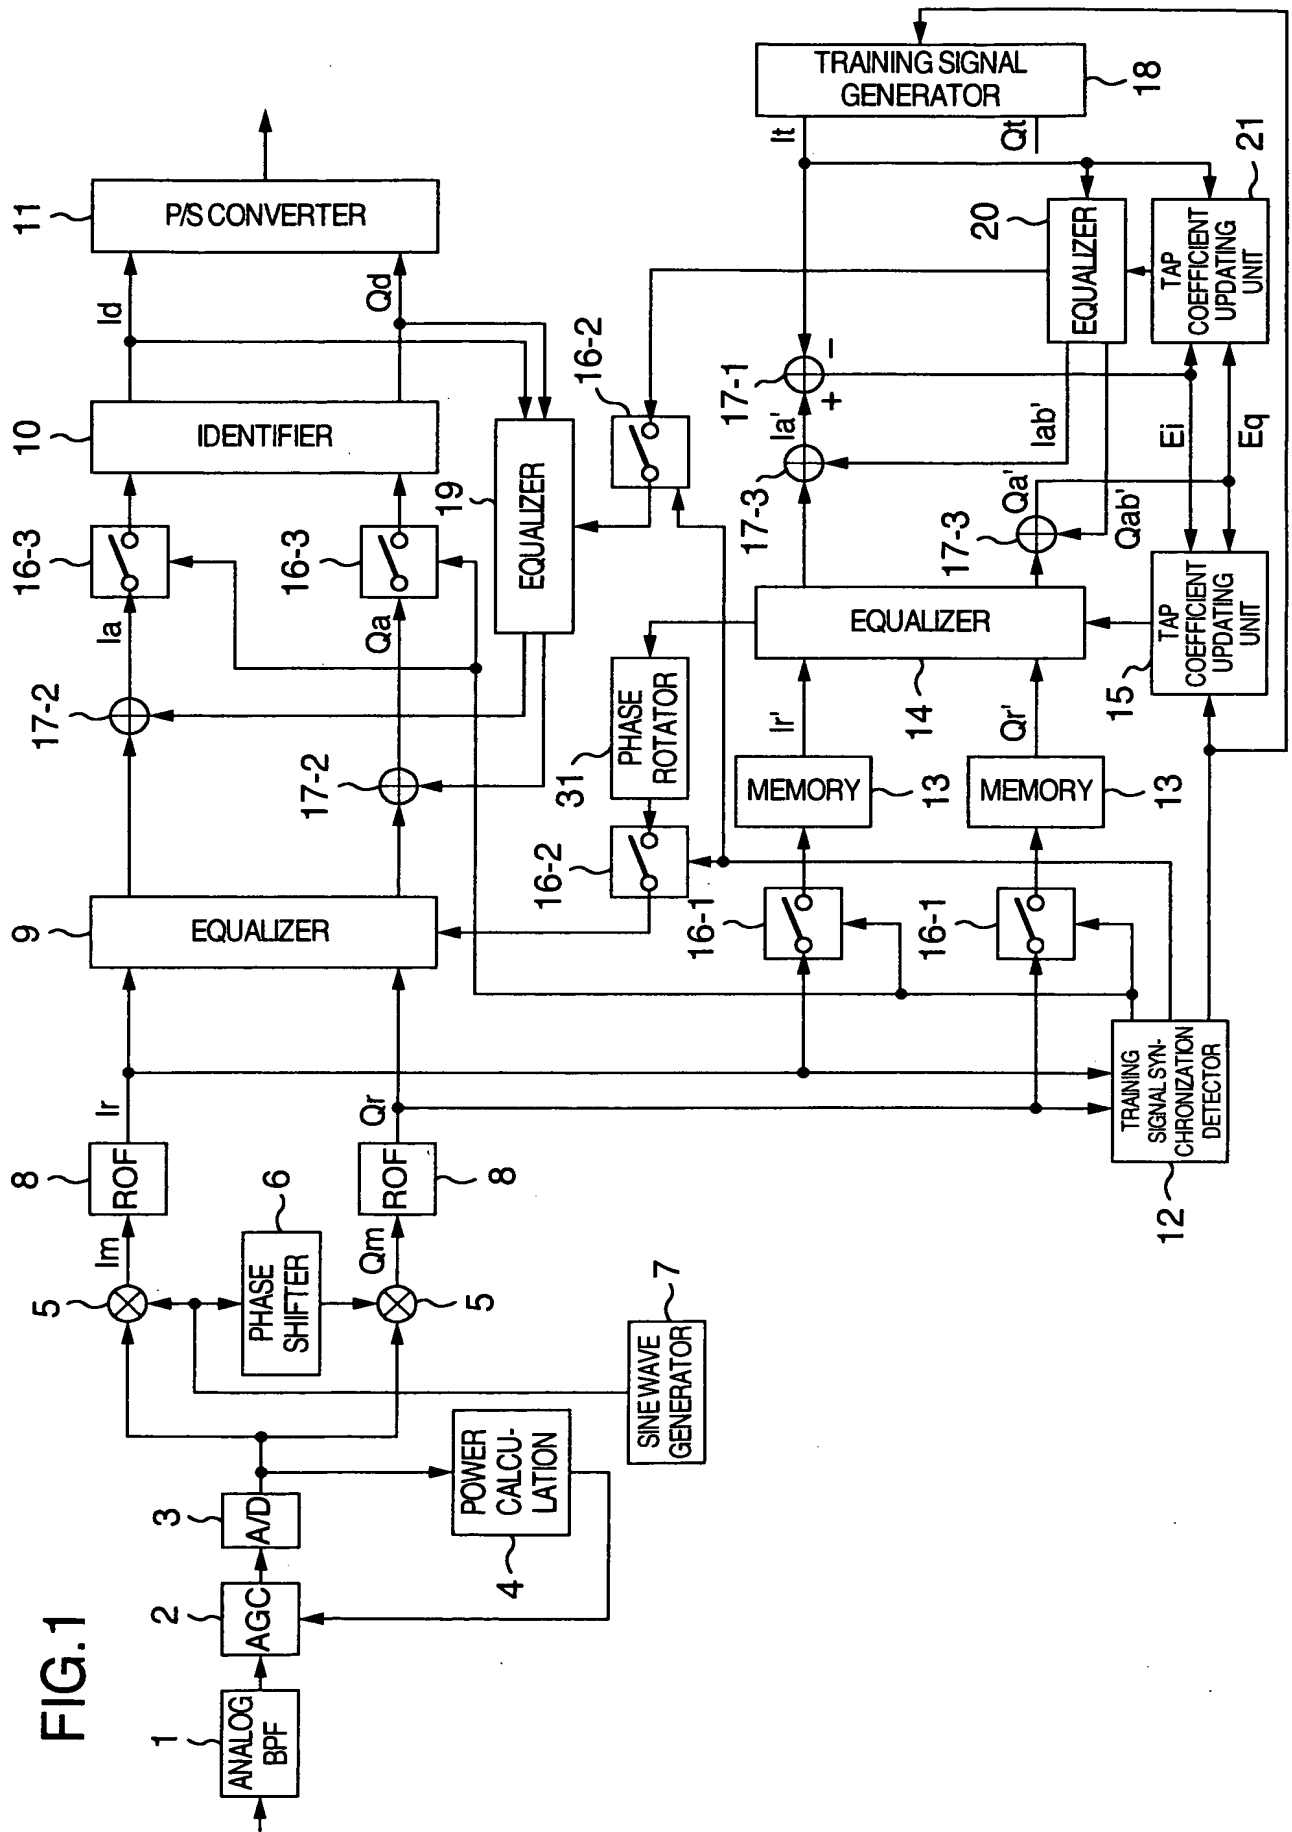 FIG.1
1
ANALOG
BPF
2
AGC
3
A/D
4
POWER
CALCU-
LATION
5
Im
6
PHASE
SHIFTER
Qm
5
7
SINE WAVE
GENERATOR
8
ROF
Ir
8
ROF
Qr
9
EQUALIZER
17-2
Ia
17-2
Qa
16-3
16-3
10
IDENTIFIER
Id
Qd
11
P/S CONVERTER
19
EQUALIZER
16-2
16-2
31
PHASE
ROTATOR
12
TRAINING
SIGNAL SYN-
CHRONIZATION
DETECTOR
16-1
16-1
MEMORY
13
MEMORY
13
Ir'
Qr'
14
EQUALIZER
15
TAP
COEFFICIENT
UPDATING
UNIT
17-3
17-3
Ia'
Qa'
Iab'
Qab'
17-1
+
−
Ei
Eq
20
EQUALIZER
21
TAP
COEFFICIENT
UPDATING
UNIT
It
Qt
18
TRAINING SIGNAL
GENERATOR